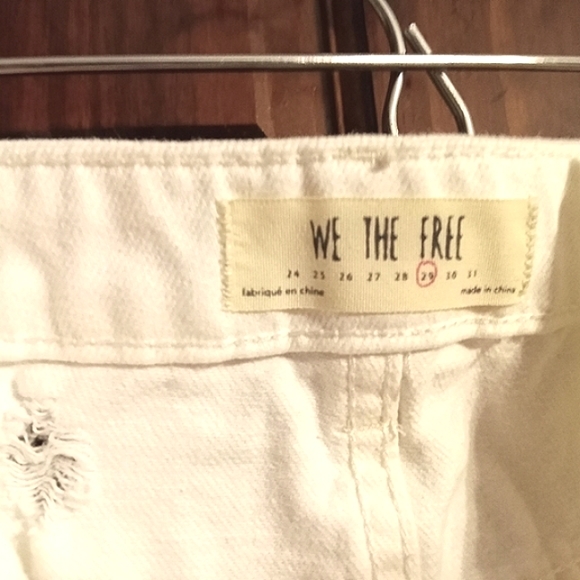 WE THE FREE
24 25 26 27 28 29 30 31
fabriqué en chine made in china